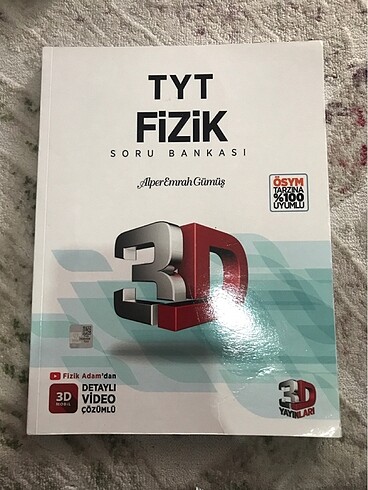 TYT
FİZİK
SORU BANKASI
Alper Emrah Gümüş
ÖSYM
TARZINA
%100
UYUMLU
3D
Fizik Adam'dan
3D
DETAYLI
VİDEO
ÇÖZÜMLÜ
3D
YAYINLARI